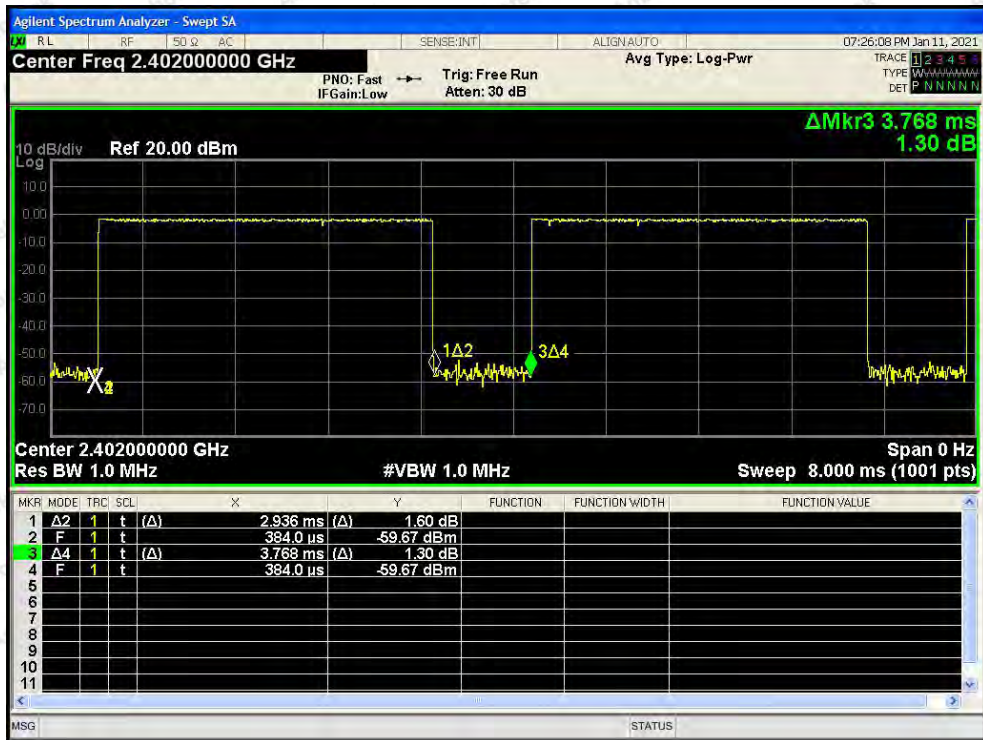 Agilent Spectrum Analyzer - Swept SA
LXI RL RF 50 Ω AC SENSE:INT ALIGNAUTO 07:26:08 PM Jan 11, 2021
Center Freq 2.402000000 GHz Avg Type: Log-Pwr TRACE 1 2 3 4 5 6
PNO: Fast Trig: Free Run TYPE WWWWWW
IFGain:Low Atten: 30 dB DET P N N N N N
ΔMkr3 3.768 ms
1.30 dB
10 dB/div Ref 20.00 dBm
Log
10.0
0.00
-10.0
-20.0
-30.0
-40.0
-50.0
1Δ2 3Δ4
-60.0
-70.0
Center 2.402000000 GHz Span 0 Hz
Res BW 1.0 MHz #VBW 1.0 MHz Sweep 8.000 ms (1001 pts)
MKR MODE TRC SCL X Y FUNCTION FUNCTION WIDTH FUNCTION VALUE
1 Δ2 1 t (Δ) 2.936 ms (Δ) 1.60 dB
2 F 1 t 384.0 µs -59.67 dBm
3 Δ4 1 t (Δ) 3.768 ms (Δ) 1.30 dB
4 F 1 t 384.0 µs -59.67 dBm
5
6
7
8
9
10
11
MSG STATUS